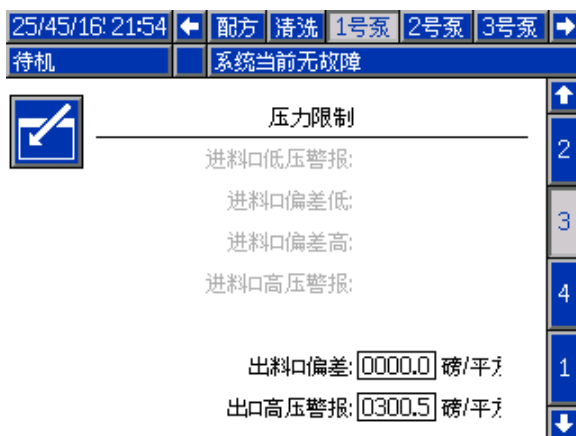 25/45/16 21:54 配方 清洗 1号泵 2号泵 3号泵
待机 系统当前无故障
压力限制
进料口低压警报:
进料口偏差低:
进料口偏差高:
进料口高压警报:
出料口偏差: 0000.0 磅/平方
出口高压警报: 0300.5 磅/平方
2
3
4
1